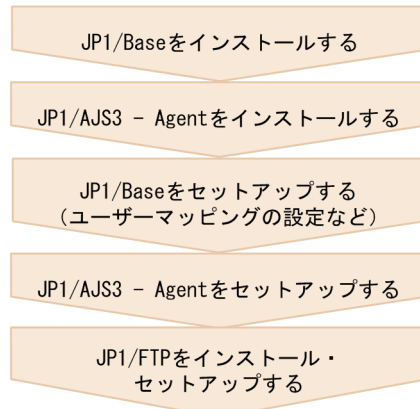 JP1/Baseをインストールする
JP1/AJS3 - Agentをインストールする
JP1/Baseをセットアップする
（ユーザーマッピングの設定など）
JP1/AJS3 - Agentをセットアップする
JP1/FTPをインストール・
セットアップする